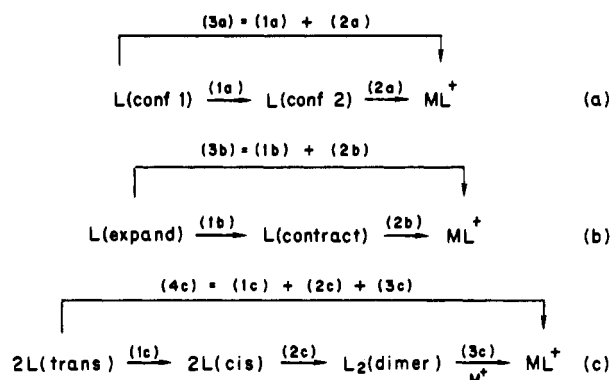 (3a) = (1a) + (2a)
L(conf 1) (1a) L(conf 2) (2a) ML+ (a)
(3b) = (1b) + (2b)
L(expand) (1b) L(contract) (2b) ML+ (b)
(4c) = (1c) + (2c) + (3c)
2L(trans) (1c) 2L(cis) (2c) L2(dimer) (3c) M+ ML+ (c)